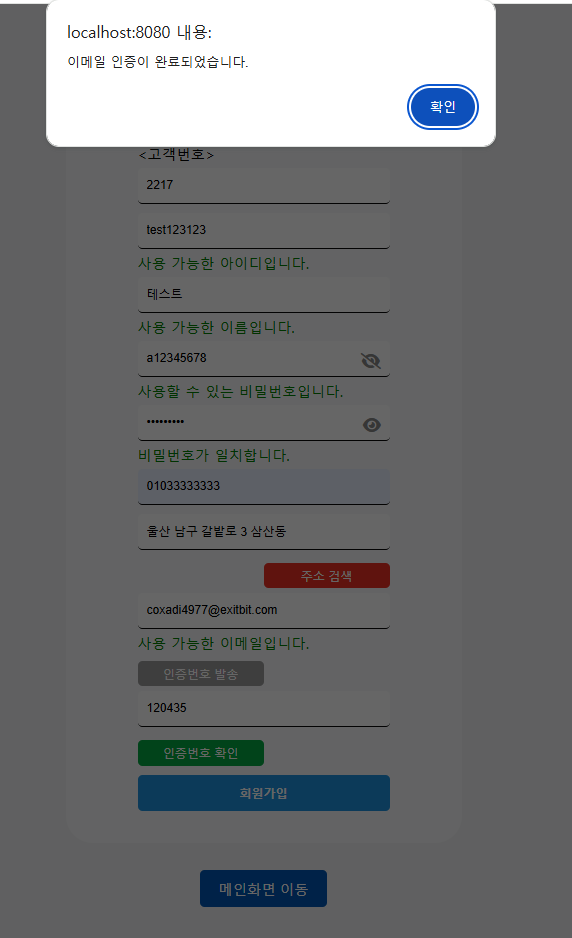 localhost:8080 내용:
이메일 인증이 완료되었습니다.
확인
<고객번호>
2217
test123123
사용 가능한 아이디입니다.
테스트
사용 가능한 이름입니다.
a12345678
사용할 수 있는 비밀번호입니다.
•••••••••
비밀번호가 일치합니다.
01033333333
울산 남구 갈밭로 3 삼산동
주소 검색
coxadi4977@exitbit.com
사용 가능한 이메일입니다.
인증번호 발송
120435
인증번호 확인
회원가입
메인화면 이동